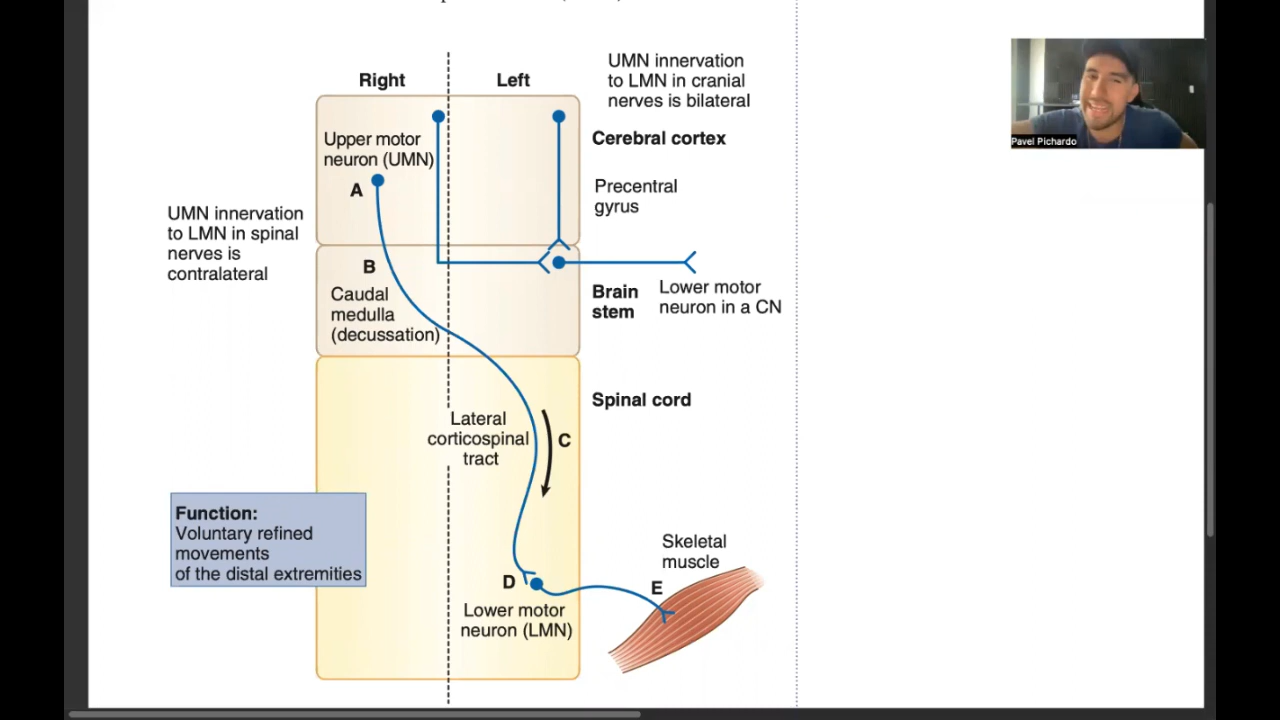 Right
Left
UMN innervation
to LMN in cranial
nerves is bilateral
Upper motor
neuron (UMN)
A
Cerebral cortex
Precentral
gyrus
UMN innervation
to LMN in spinal
nerves is
contralateral
B
Caudal
medulla
(decussation)
Brain
stem
Lower motor
neuron in a CN
Spinal cord
Lateral
corticospinal
tract
C
Function:
Voluntary refined
movements
of the distal extremities
Skeletal
muscle
D
E
Lower motor
neuron (LMN)
Pavel Pichardo